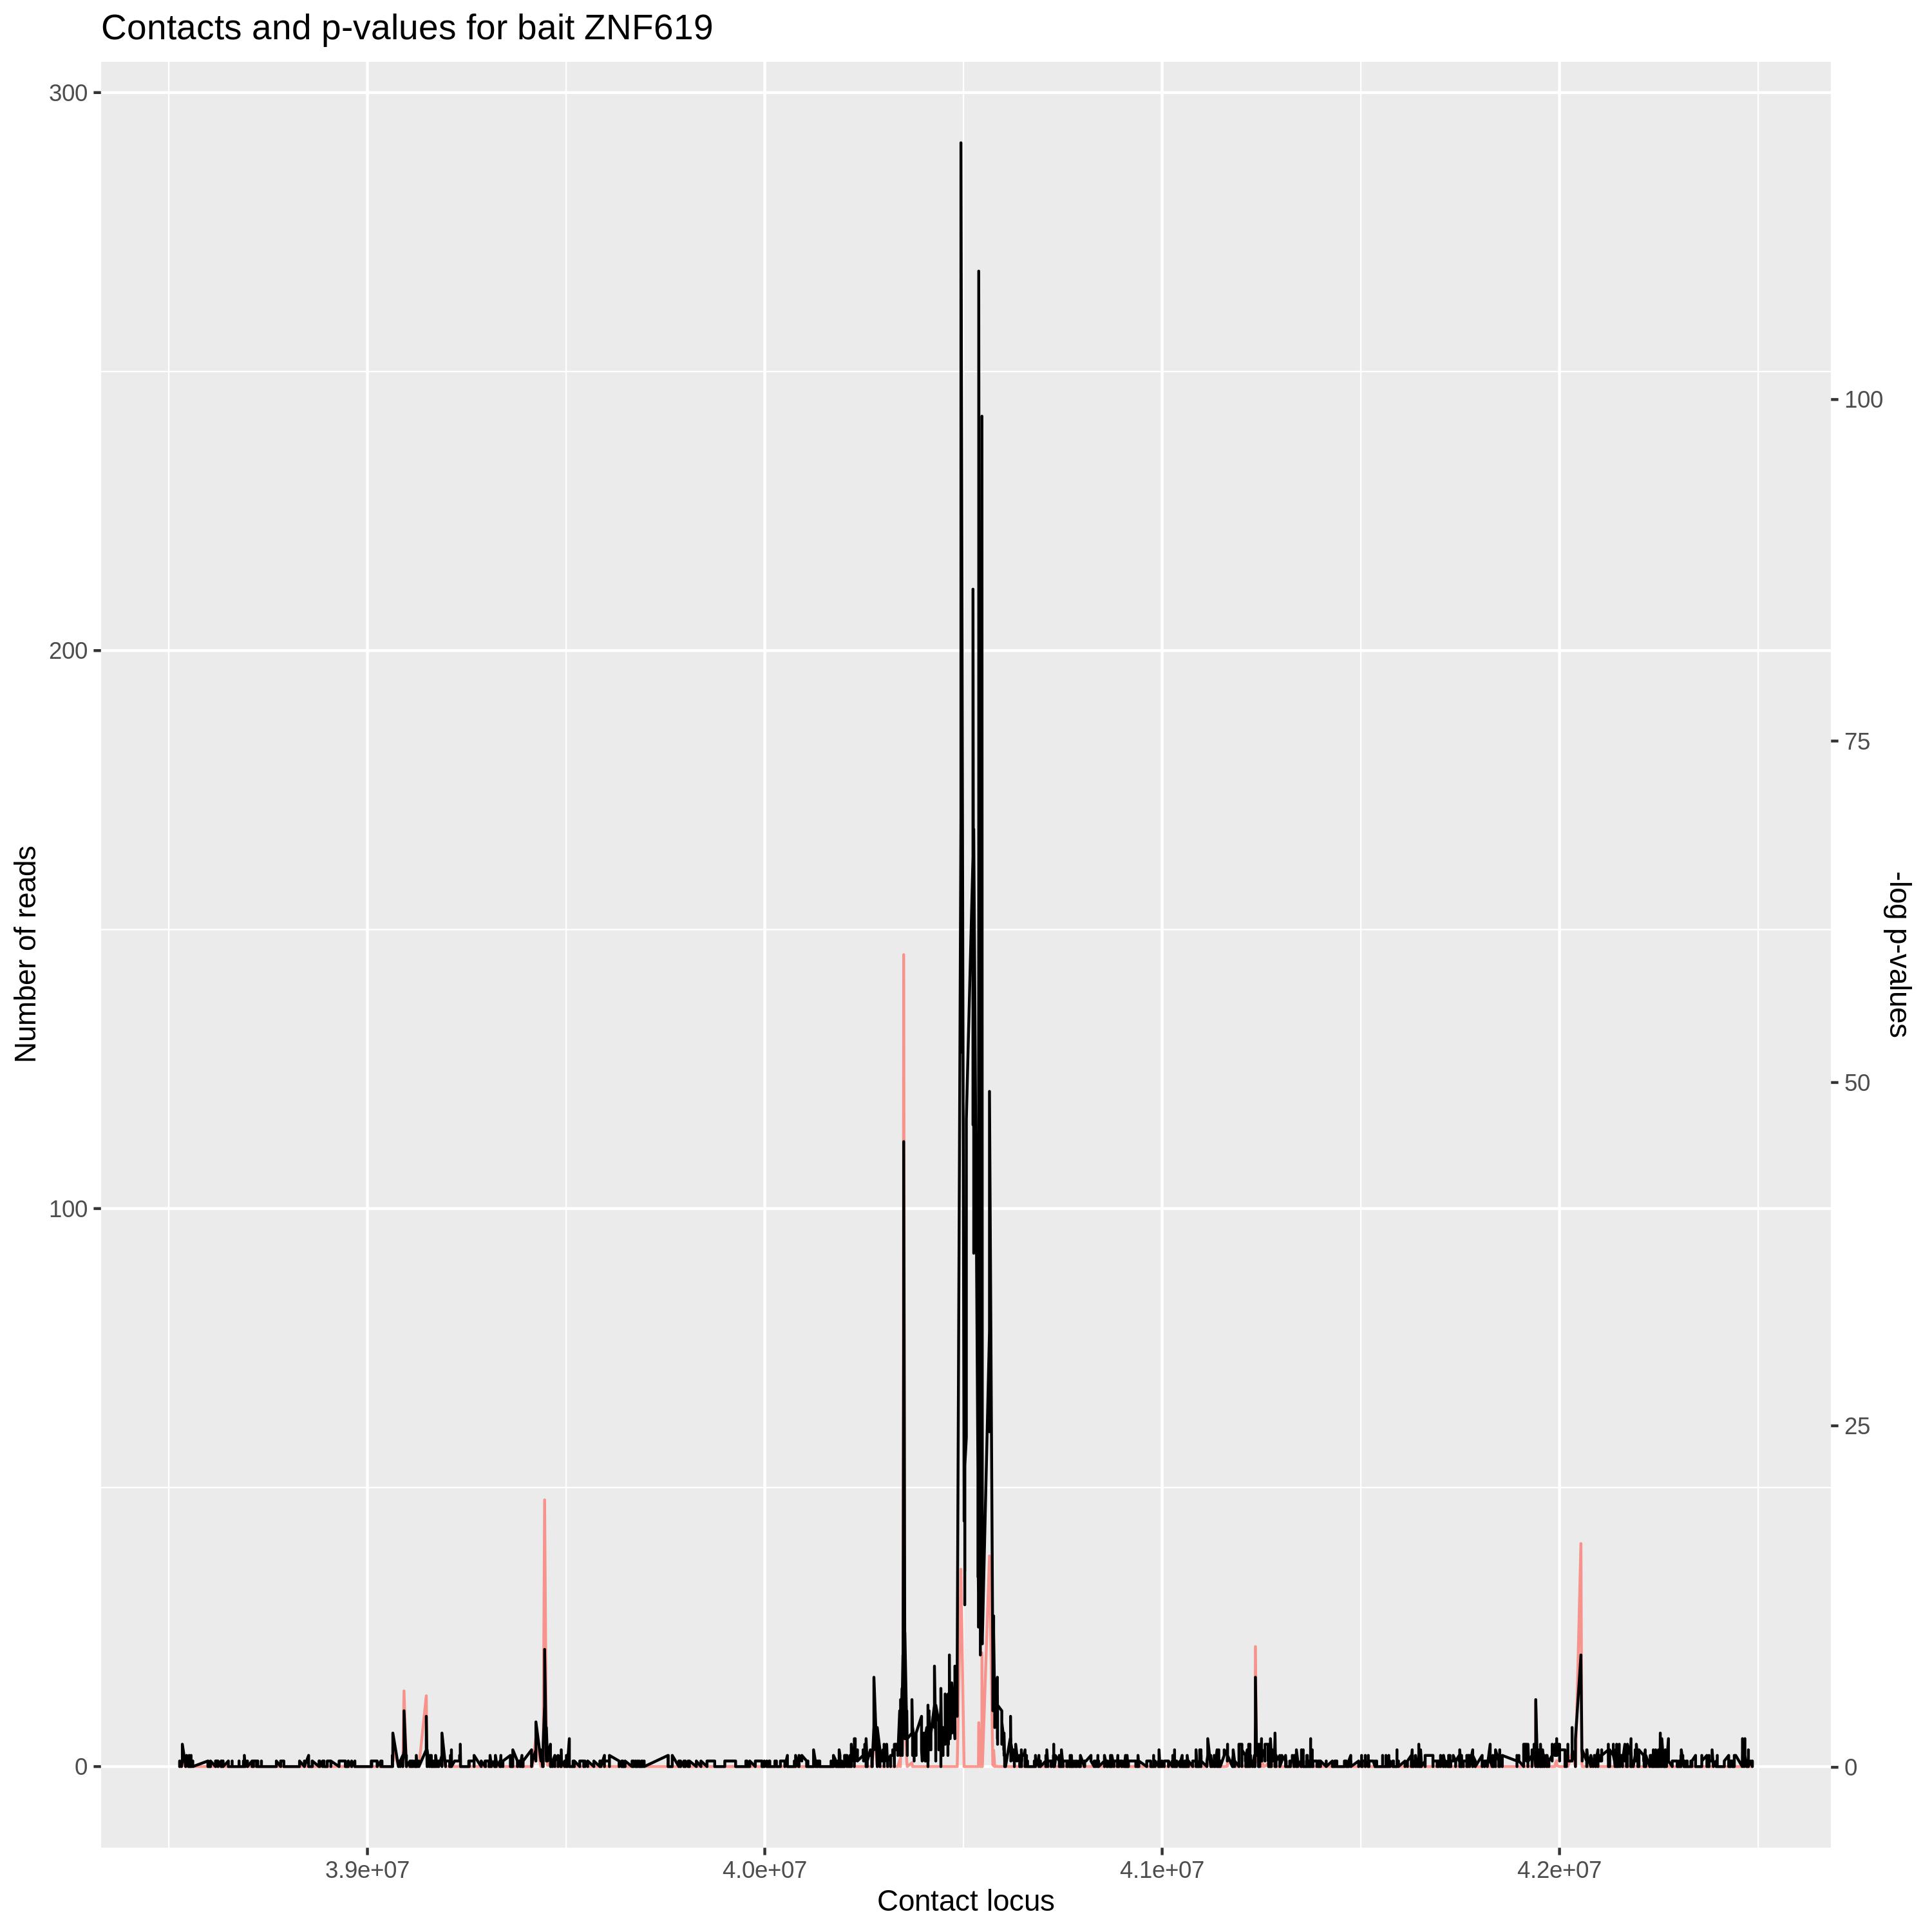 Contacts and p-values for bait ZNF619
300
200
100
0
Number of reads
100
75
50
25
0
-log p-values
3.9e+07
4.0e+07
4.1e+07
4.2e+07
Contact locus